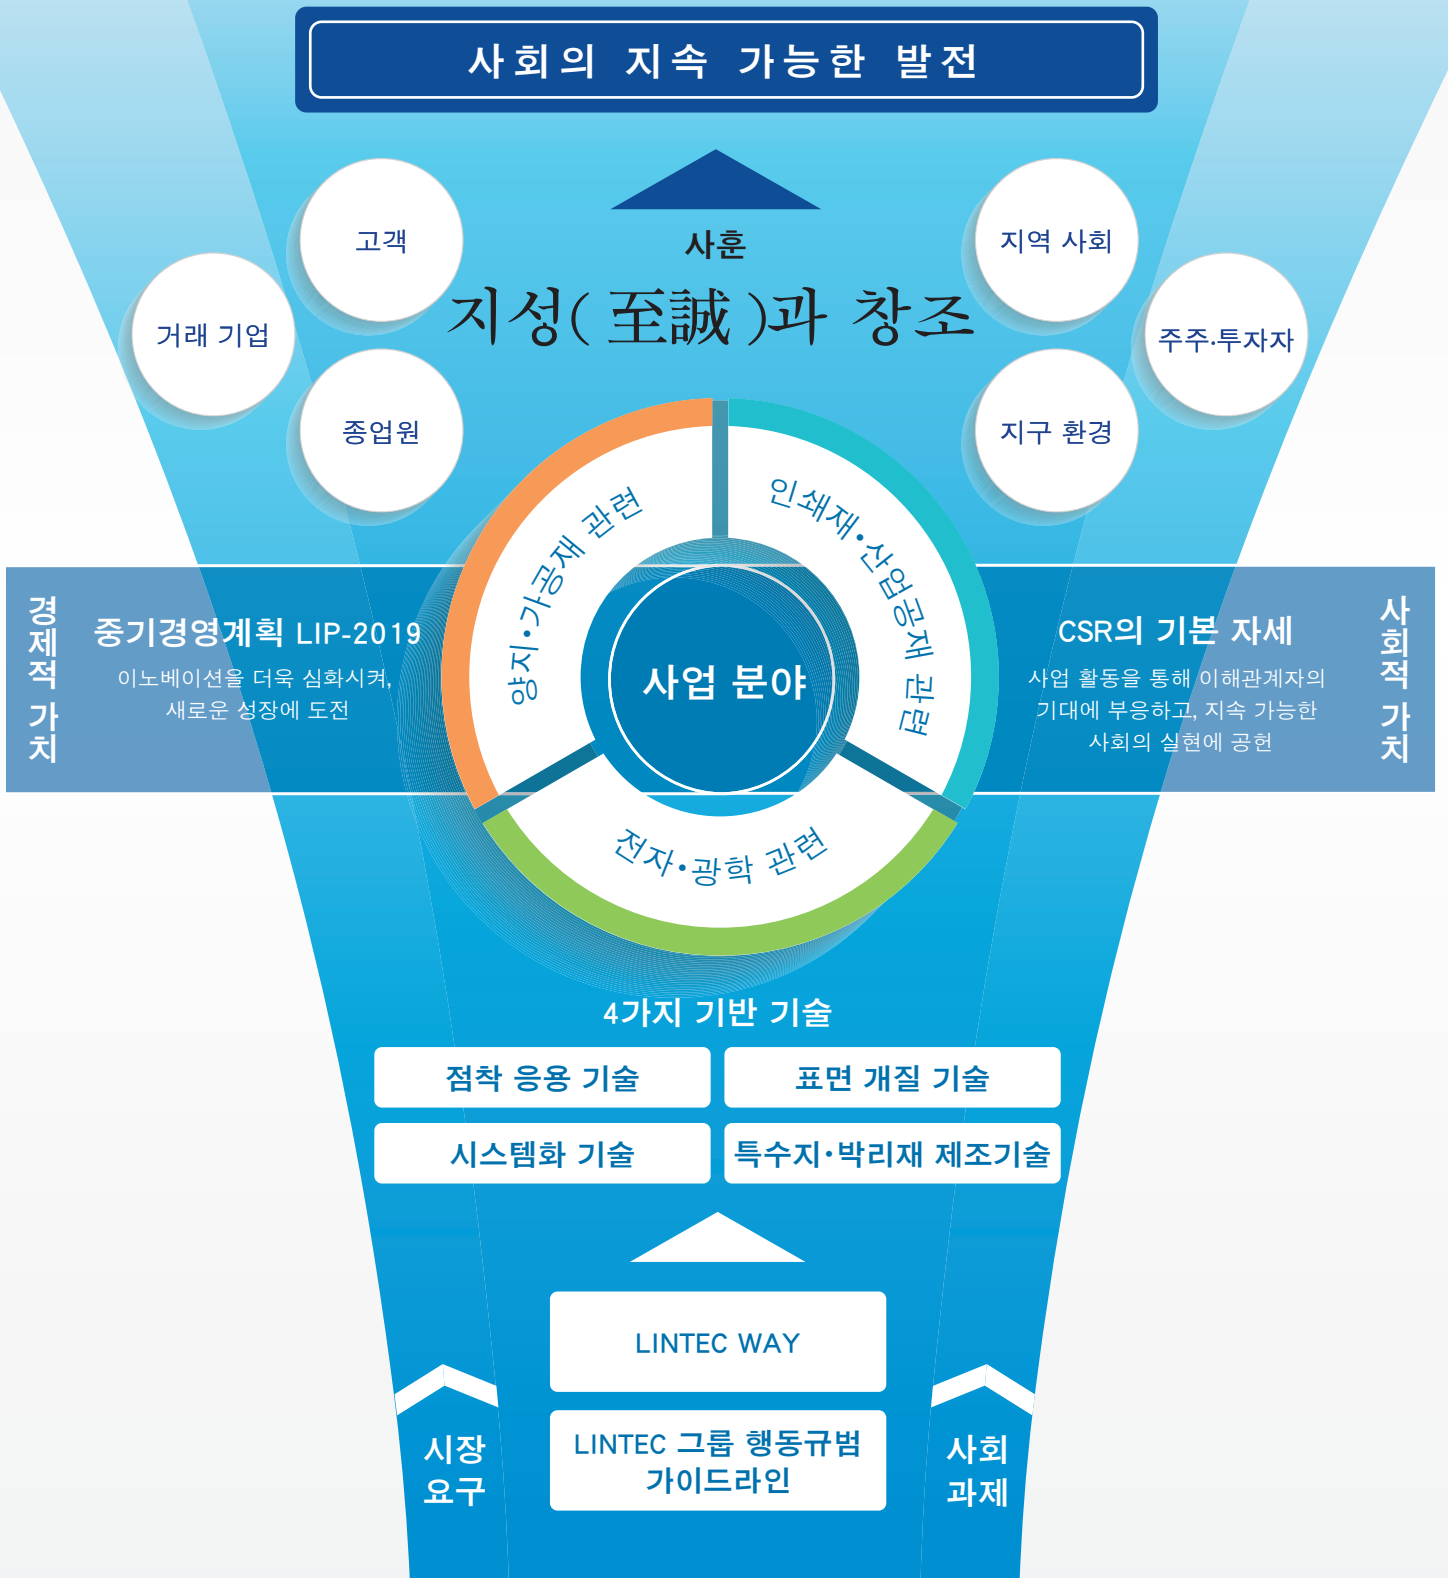 사회의 지속 가능한 발전
고객
거래 기업
종업원
지역 사회
주주·투자자
지구 환경
사훈
지성(至誠)과 창조
양지·가공재 관련
인쇄재·산업공재 관련
전자·광학 관련
사업 분야
경제적 가치
중기경영계획 LIP-2019
이노베이션을 더욱 심화시켜,
새로운 성장에 도전
CSR의 기본 자세
사업 활동을 통해 이해관계자의
기대에 부응하고, 지속 가능한
사회의 실현에 공헌
사회적 가치
4가지 기반 기술
점착 응용 기술
표면 개질 기술
시스템화 기술
특수지·박리재 제조기술
LINTEC WAY
LINTEC 그룹 행동규범
가이드라인
시장
요구
사회
과제